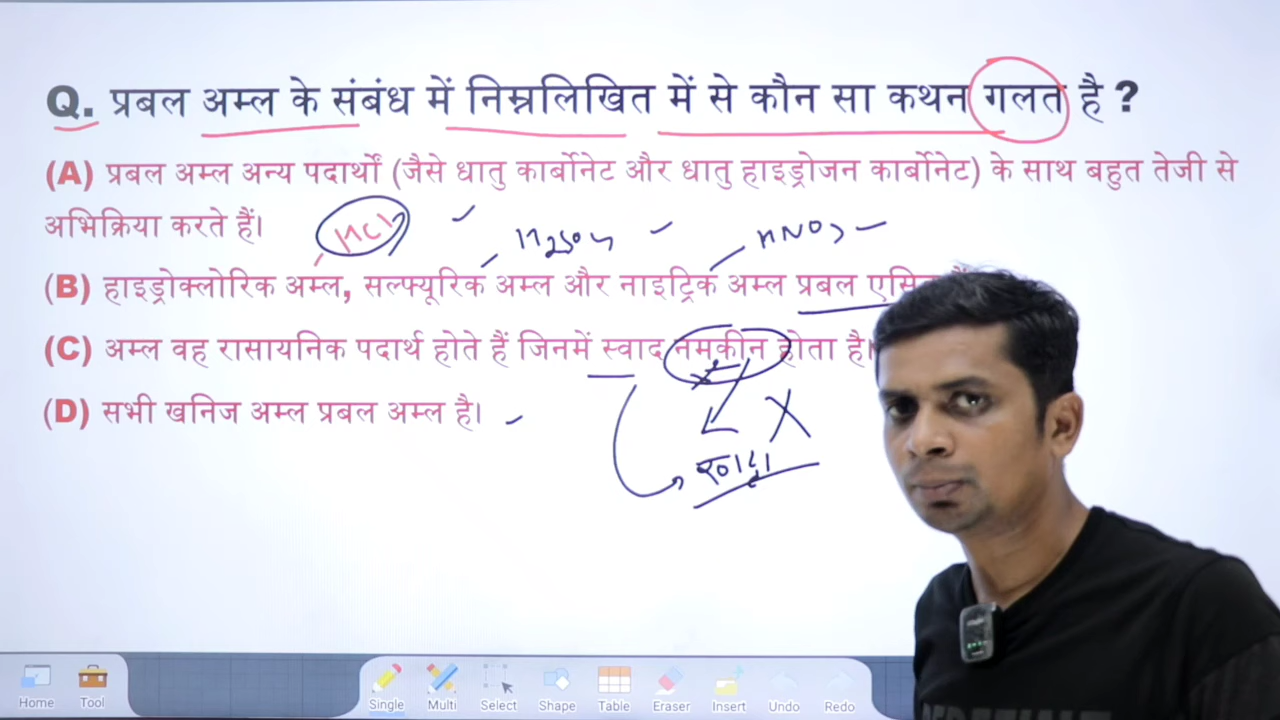 Q. प्रबल अम्ल के संबंध में निम्नलिखित में से कौन सा कथन गलत है ?
(A) प्रबल अम्ल अन्य पदार्थों (जैसे धातु कार्बोनेट और धातु हाइड्रोजन कार्बोनेट) के साथ बहुत तेजी से
अभिक्रिया करते हैं।
HCl H2SO4 HNO3
(B) हाइड्रोक्लोरिक अम्ल, सल्फ्यूरिक अम्ल और नाइट्रिक अम्ल प्रबल एसि
(C) अम्ल वह रासायनिक पदार्थ होते हैं जिनमें स्वाद नमकीन होता है।
(D) सभी खनिज अम्ल प्रबल अम्ल है।
Home Tool Single Multi Select Shape Table Eraser Insert Undo Redo